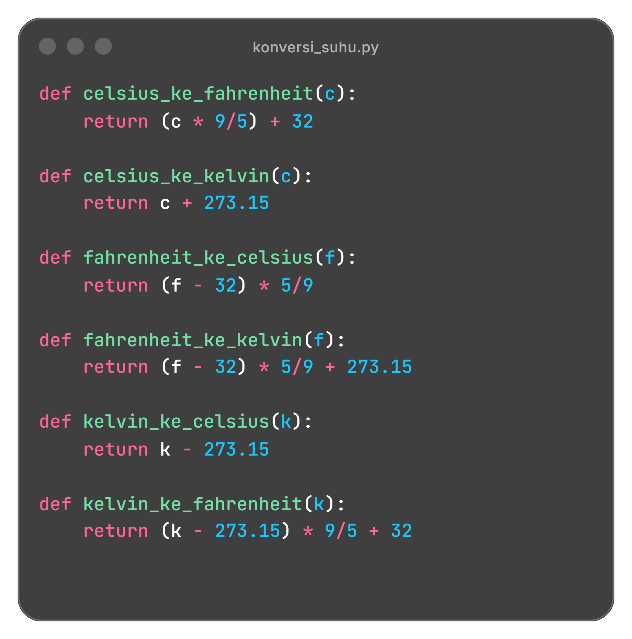 konversi_suhu.py
def celsius_ke_fahrenheit(c):
    return (c * 9/5) + 32
def celsius_ke_kelvin(c):
    return c + 273.15
def fahrenheit_ke_celsius(f):
    return (f - 32) * 5/9
def fahrenheit_ke_kelvin(f):
    return (f - 32) * 5/9 + 273.15
def kelvin_ke_celsius(k):
    return k - 273.15
def kelvin_ke_fahrenheit(k):
    return (k - 273.15) * 9/5 + 32